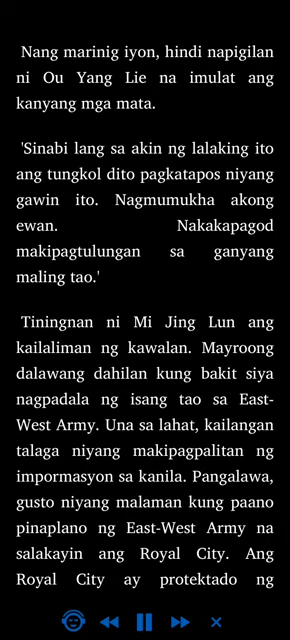 Nang marinig iyon, hindi napigilan
ni Ou Yang Lie na imulat ang
kanyang mga mata.
'Sinabi lang sa akin ng lalaking ito
ang tungkol dito pagkatapos niyang
gawin ito. Nagmumukha akong
ewan. Nakakapagod
makipagtulungan sa ganyang
maling tao.'
Tiningnan ni Mi Jing Lun ang
kailaliman ng kawalan. Mayroong
dalawang dahilan kung bakit siya
nagpadala ng isang tao sa East-
West Army. Una sa lahat, kailangan
talaga niyang makipagpalitan ng
impormasyon sa kanila. Pangalawa,
gusto niyang malaman kung paano
pinaplano ng East-West Army na
salakayin ang Royal City. Ang
Royal City ay protektado ng